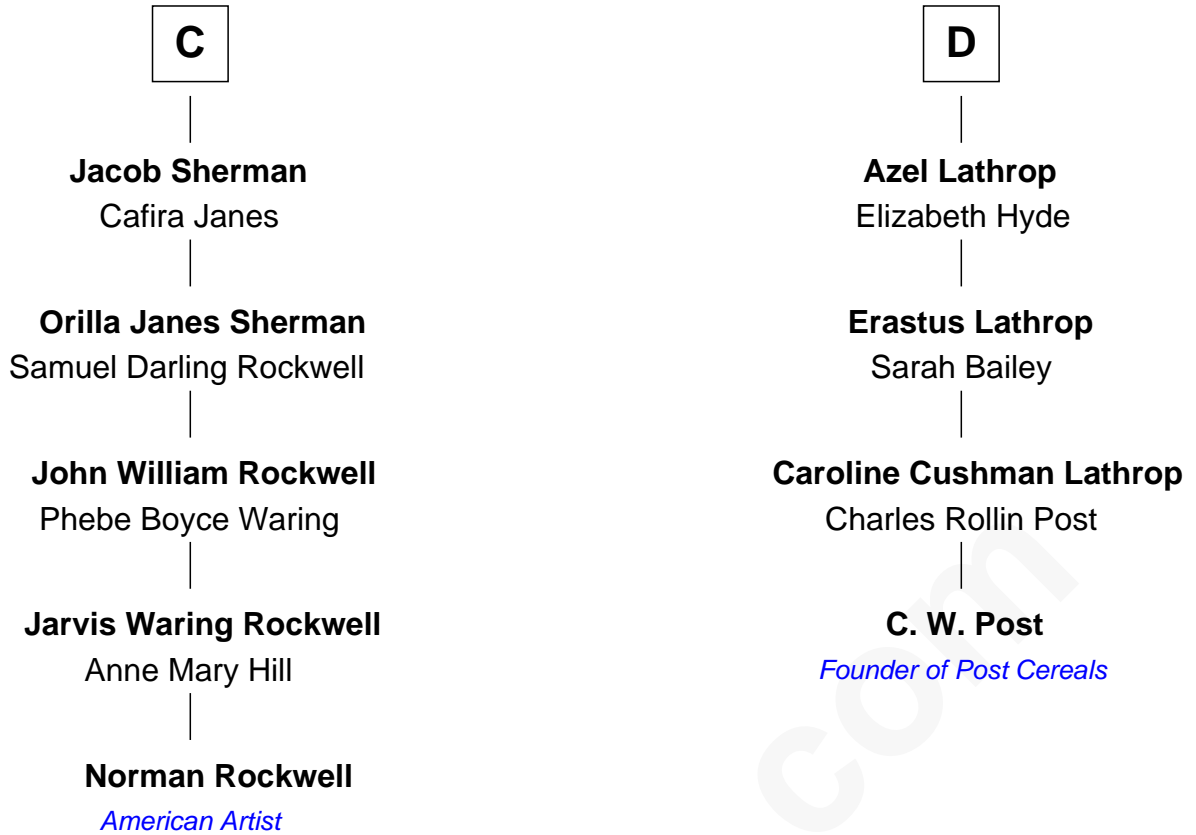 C
Jacob Sherman
Cafira Janes
Orilla Janes Sherman
Samuel Darling Rockwell
John William Rockwell
Phebe Boyce Waring
Jarvis Waring Rockwell
Anne Mary Hill
Norman Rockwell
American Artist
D
Azel Lathrop
Elizabeth Hyde
Erastus Lathrop
Sarah Bailey
Caroline Cushman Lathrop
Charles Rollin Post
C. W. Post
Founder of Post Cereals
com